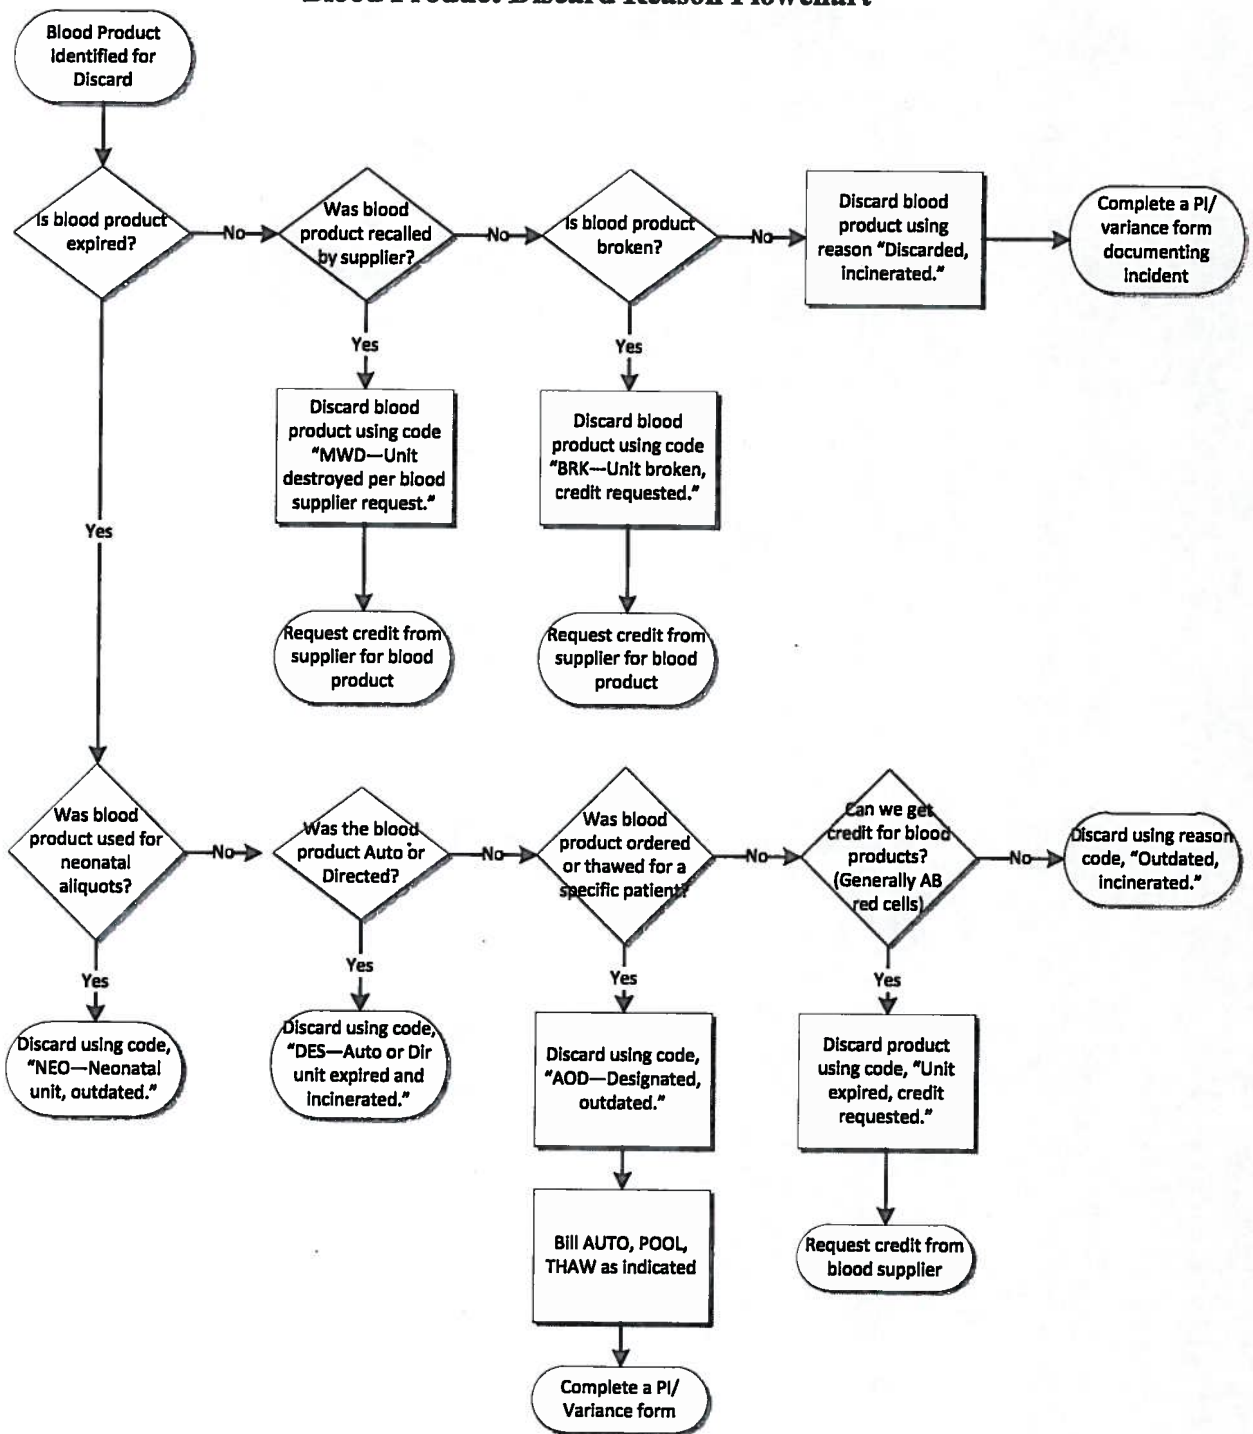 Blood Product Discard Reason Flowchart
Blood Product
Identified for
Discard
Is blood product
expired?
No
Was blood
product recalled
by supplier?
No
Is blood product
broken?
No
Discard blood
product using
reason "Discarded,
incinerated."
Complete a PI/
variance form
documenting
incident
Yes
Yes
Discard blood
product using code
"MWD—Unit
destroyed per blood
supplier request."
Discard blood
product using code
"BRK—Unit broken,
credit requested."
Yes
Request credit from
supplier for blood
product
Request credit from
supplier for blood
product
Was blood
product used for
neonatal
aliquots?
No
Was the blood
product Auto or
Directed?
No
Was blood
product ordered
or thawed for a
specific patient?
No
Can we get
credit for blood
products?
(Generally AB
red cells)
No
Discard using reason
code, "Outdated,
incinerated."
Yes
Yes
Yes
Yes
Discard using code,
"NEO—Neonatal
unit, outdated."
Discard using code,
"DES—Auto or Dir
unit expired and
incinerated."
Discard using code,
"AOD—Designated,
outdated."
Discard product
using code, "Unit
expired, credit
requested."
Bill AUTO, POOL,
THAW as indicated
Request credit from
blood supplier
Complete a PI/
Variance form